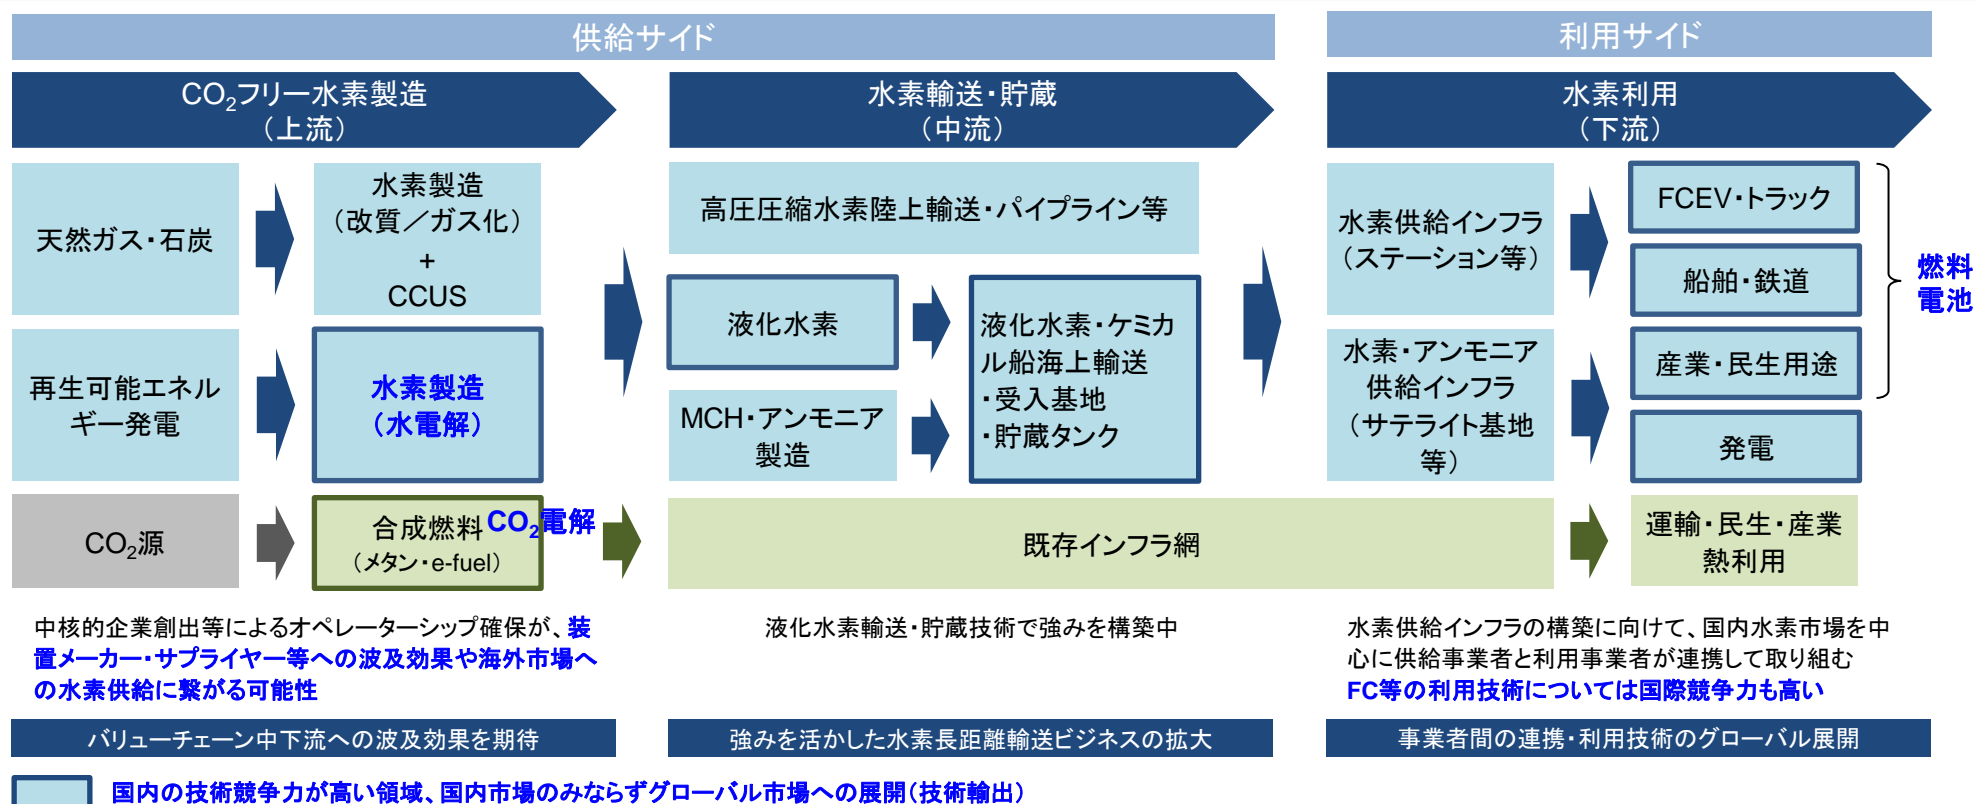 供給サイド
利用サイド
CO₂フリー水素製造
（上流）
水素輸送・貯蔵
（中流）
水素利用
（下流）
天然ガス・石炭
水素製造
（改質／ガス化）
+
CCUS
再生可能エネル
ギー発電
水素製造
（水電解）
CO₂源
合成燃料
（メタン・e-fuel）
CO₂電解
高圧圧縮水素陸上輸送・パイプライン等
液化水素
MCH・アンモニア
製造
液化水素・ケミカ
ル船海上輸送
・受入基地
・貯蔵タンク
既存インフラ網
水素供給インフラ
（ステーション等）
水素・アンモニア
供給インフラ
（サテライト基地
等）
FCEV・トラック
船舶・鉄道
産業・民生用途
発電
燃料
電池
運輸・民生・産業
熱利用
中核的企業創出等によるオペレーターシップ確保が、装
置メーカー・サプライヤー等への波及効果や海外市場へ
の水素供給に繋がる可能性
液化水素輸送・貯蔵技術で強みを構築中
水素供給インフラの構築に向けて、国内水素市場を中
心に供給事業者と利用事業者が連携して取り組む
FC等の利用技術については国際競争力も高い
バリューチェーン中下流への波及効果を期待
強みを活かした水素長距離輸送ビジネスの拡大
事業者間の連携・利用技術のグローバル展開
国内の技術競争力が高い領域、国内市場のみならずグローバル市場への展開（技術輸出）